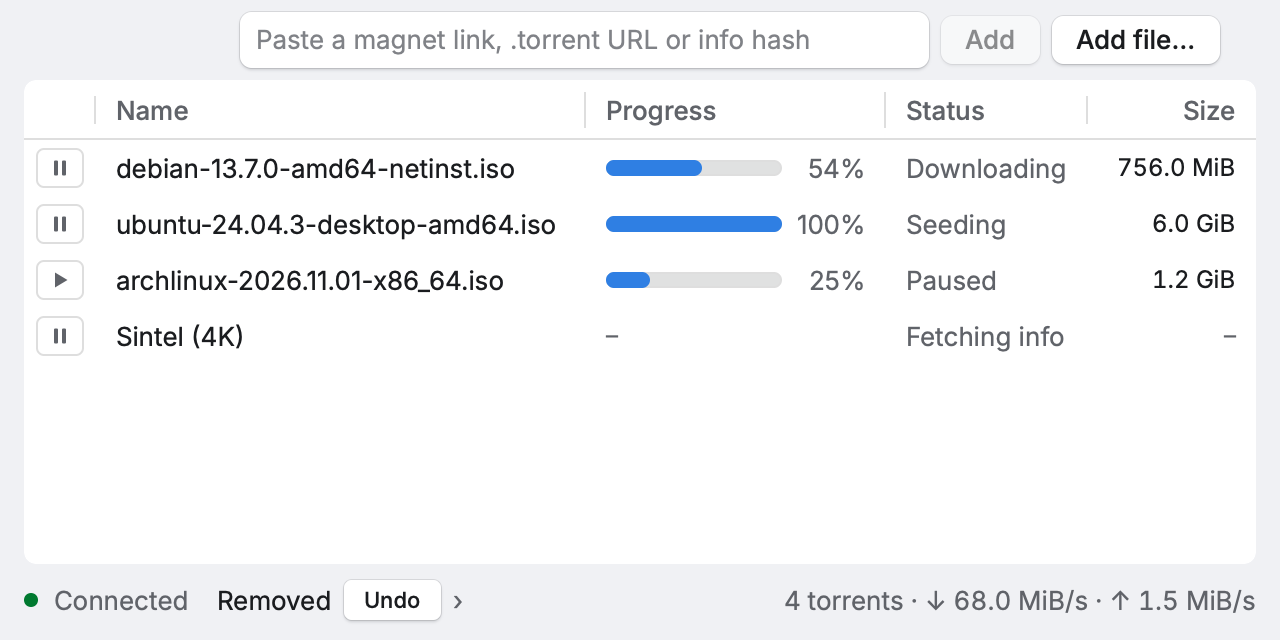 Paste a magnet link, .torrent URL or info hash Add Add file...
Name Progress Status Size
debian-13.7.0-amd64-netinst.iso 54% Downloading 756.0 MiB
ubuntu-24.04.3-desktop-amd64.iso 100% Seeding 6.0 GiB
archlinux-2026.11.01-x86_64.iso 25% Paused 1.2 GiB
Sintel (4K) – Fetching info –
Connected Removed Undo › 4 torrents · ↓ 68.0 MiB/s · ↑ 1.5 MiB/s